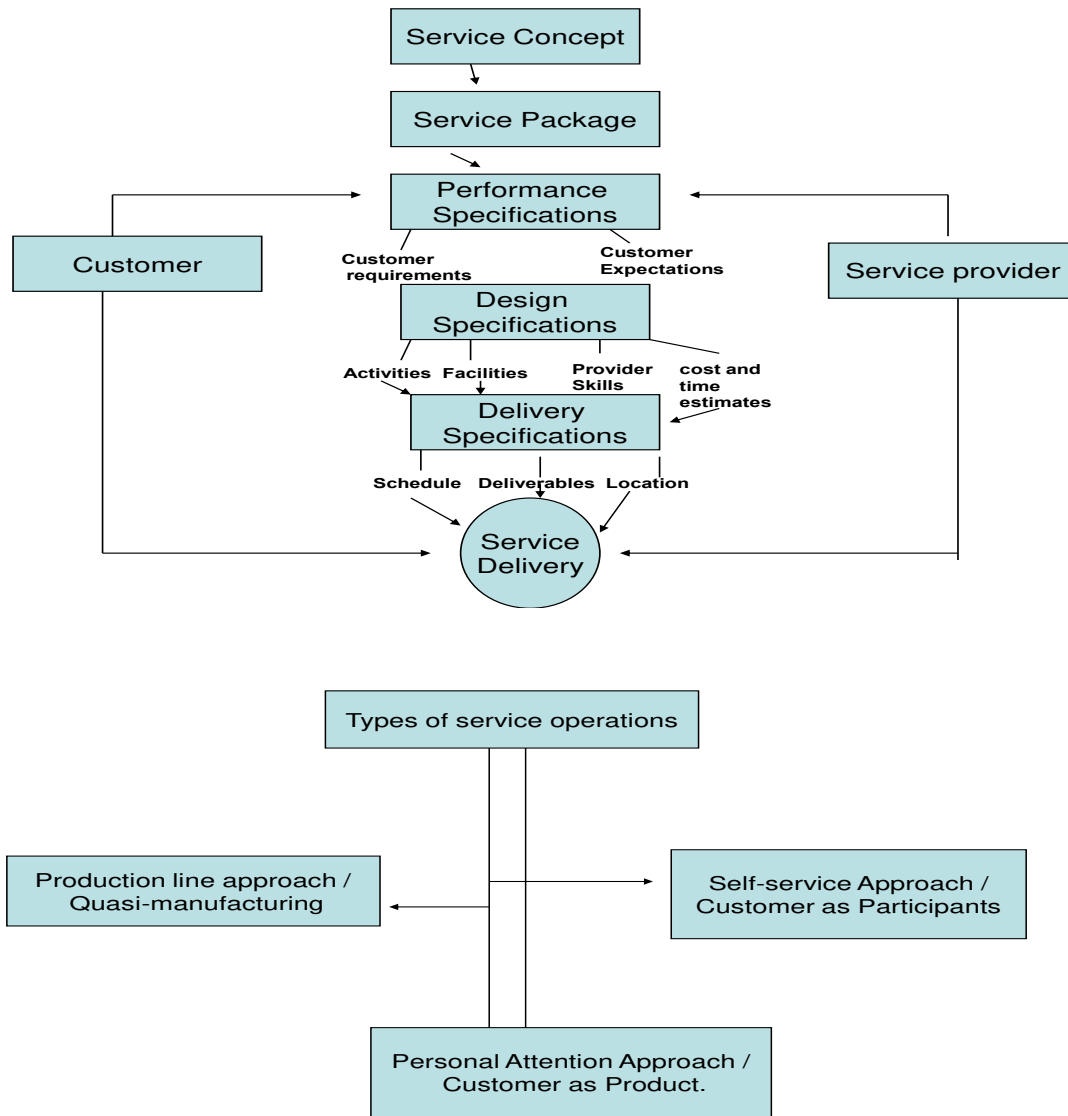 Service Concept
Service Package
Performance
Specifications
Customer
Service provider
Customer
requirements
Customer
Expectations
Design
Specifications
Activities
Facilities
Provider
Skills
cost and
time
estimates
Delivery
Specifications
Schedule
Deliverables
Location
Service
Delivery
Types of service operations
Production line approach /
Quasi-manufacturing
Self-service Approach /
Customer as Participants
Personal Attention Approach /
Customer as Product.